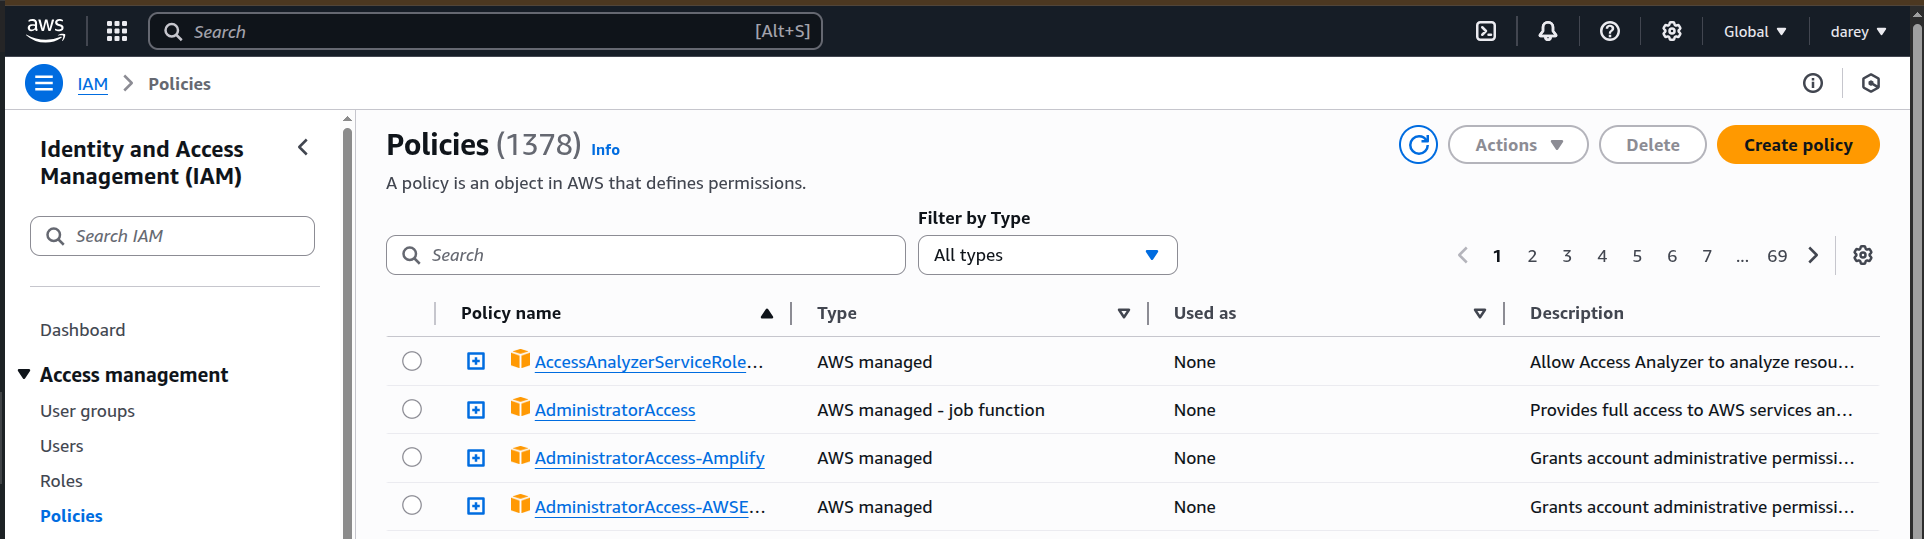 aws
Search [Alt+S]
Global
darey
IAM
Policies
Identity and Access
Management (IAM)
Search IAM
Dashboard
Access management
User groups
Users
Roles
Policies
Policies (1378) Info
A policy is an object in AWS that defines permissions.
Actions
Delete
Create policy
Filter by Type
Search
All types
1 2 3 4 5 6 7 ... 69
Policy name Type Used as Description
AccessAnalyzerServiceRole... AWS managed None Allow Access Analyzer to analyze resou...
AdministratorAccess AWS managed - job function None Provides full access to AWS services an...
AdministratorAccess-Amplify AWS managed None Grants account administrative permissi...
AdministratorAccess-AWSE... AWS managed None Grants account administrative permissi...